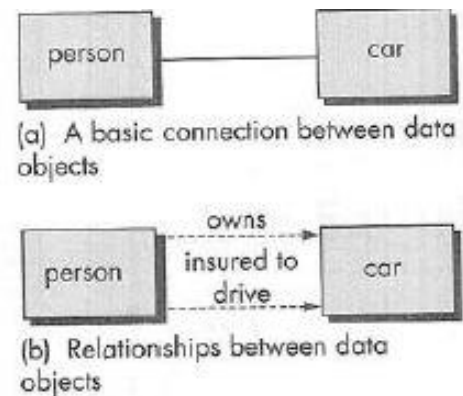 person
car
(a) A basic connection between data
objects
owns
person
insured to
drive
car
(b) Relationships between data
objects